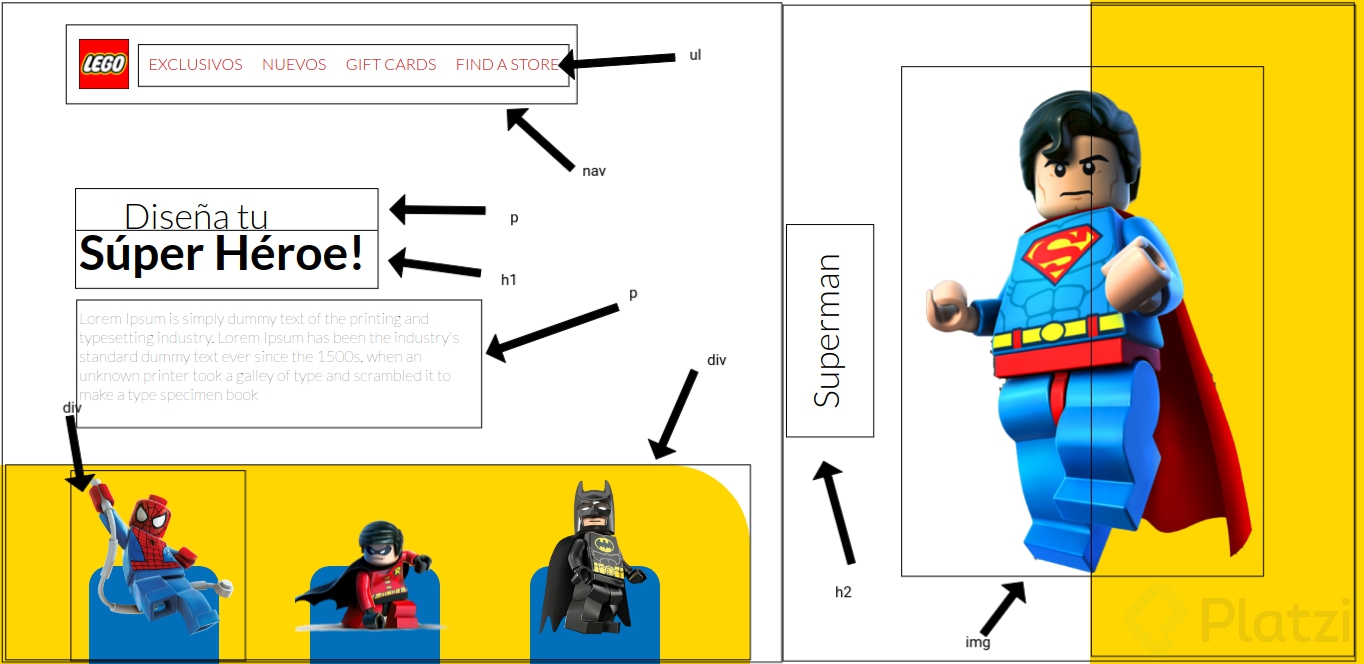 LEGO
EXCLUSIVOS NUEVOS GIFT CARDS FIND A STORE
ul
nav
Diseña tu
p
Súper Héroe!
h1
p
Lorem Ipsum is simply dummy text of the printing and
typesetting industry. Lorem Ipsum has been the industry's
standard dummy text ever since the 1500s, when an
unknown printer took a galley of type and scrambled it to
make a type specimen book
div
div
Superman
h2
img
Platzi